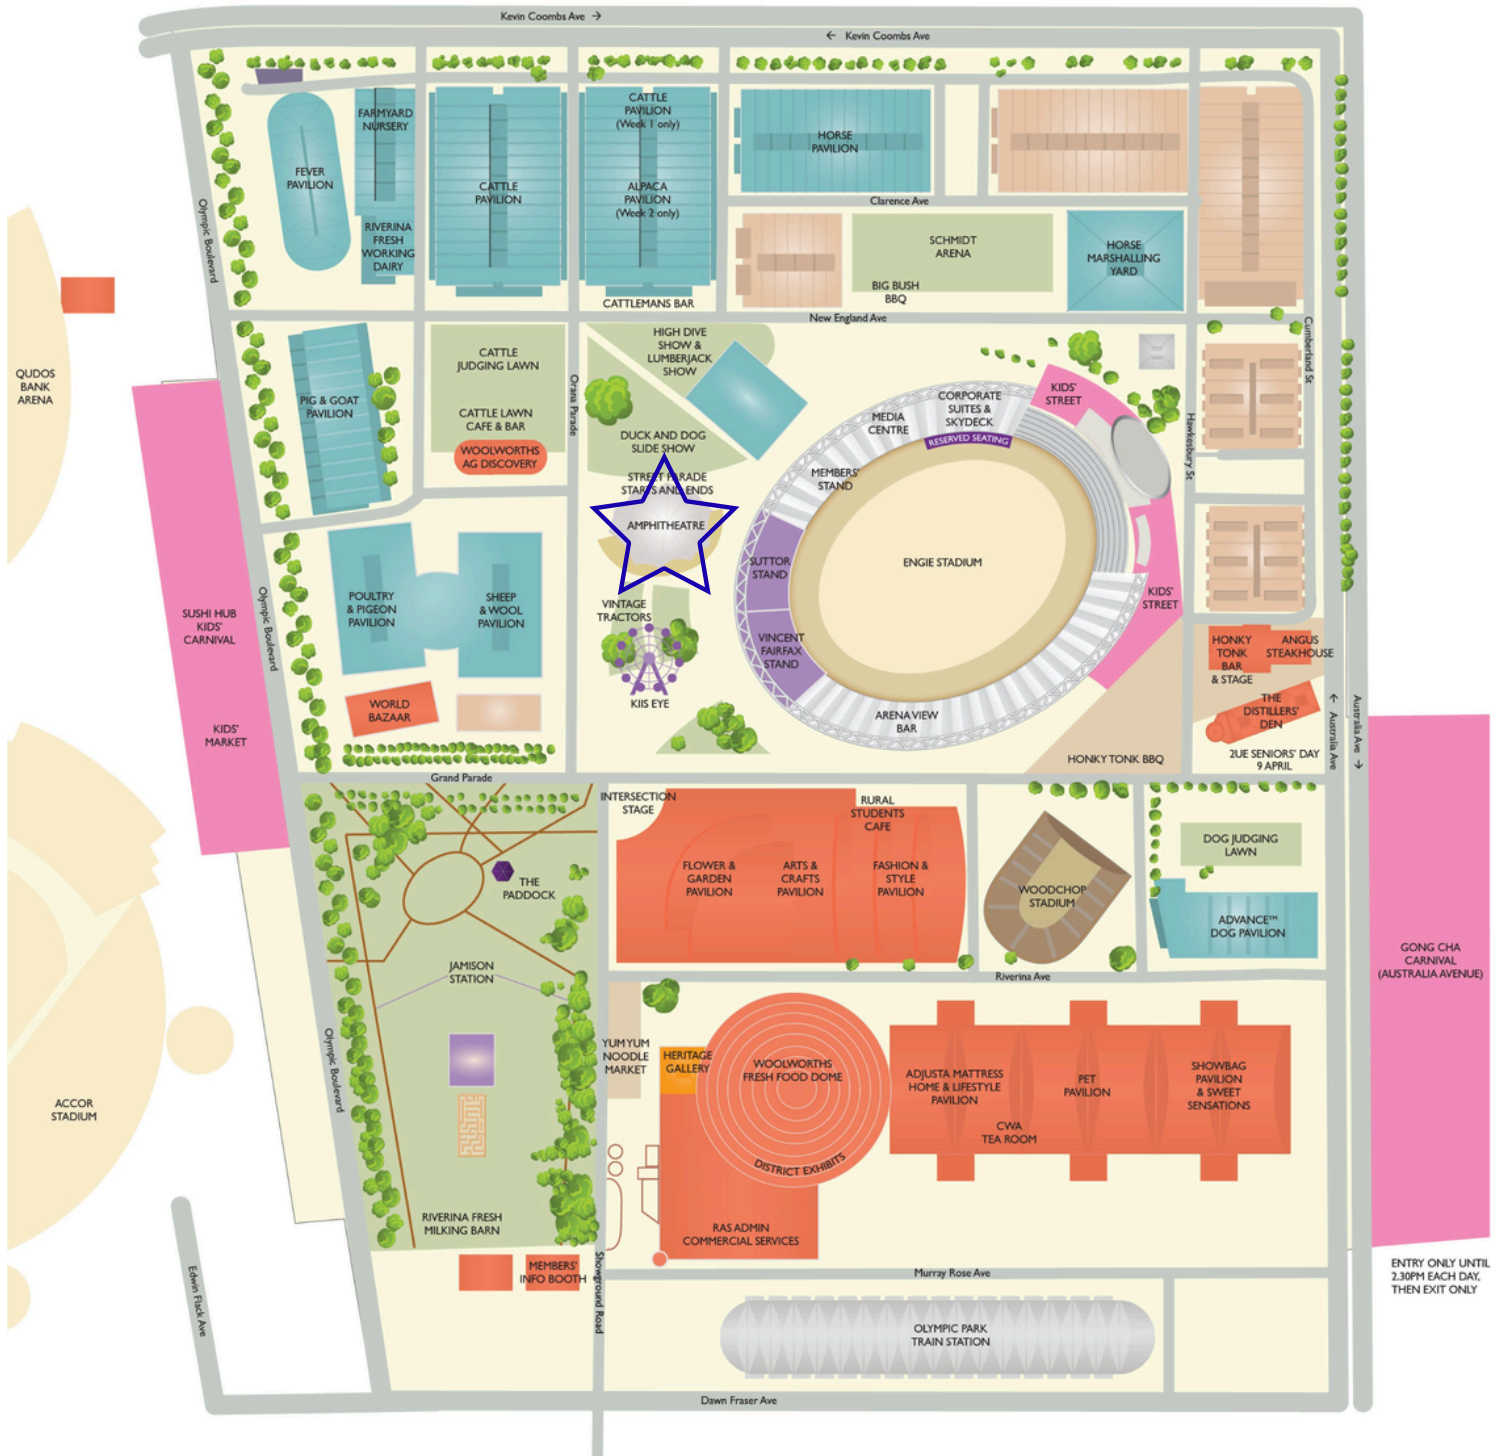 Kevin Coombs Ave →
← Kevin Coombs Ave
FARMYARD
NURSERY
FEVER
PAVILION
RIVERINA
FRESH
WORKING
DAIRY
CATTLE
PAVILION
CATTLE
PAVILION
(Week 1 only)
ALPACA
PAVILION
(Week 2 only)
CATTLEMANS BAR
HORSE
PAVILION
Clarence Ave
SCHMIDT
ARENA
BIG BUSH
BBQ
HORSE
MARSHALLING
YARD
New England Ave
Olympic Boulevard
Cumberland St
QUDOS
BANK
ARENA
PIG & GOAT
PAVILION
CATTLE
JUDGING LAWN
CATTLE LAWN
CAFE & BAR
WOOLWORTHS
AG DISCOVERY
Orana Parade
HIGH DIVE
SHOW &
LUMBERJACK
SHOW
DUCK AND DOG
SLIDE SHOW
STREET PARADE
STARTS AND ENDS
AMPHITHEATRE
MEDIA
CENTRE
CORPORATE
SUITES &
SKYDECK
RESERVED SEATING
KIDS'
STREET
MEMBERS'
STAND
Hawkesbury St
SUTTOR
STAND
ENGIE STADIUM
VINCENT
FAIRFAX
STAND
KIDS'
STREET
ARENA VIEW
BAR
SUSHI HUB
KIDS'
CARNIVAL
KIDS'
MARKET
Olympic Boulevard
POULTRY
& PIGEON
PAVILION
SHEEP
& WOOL
PAVILION
WORLD
BAZAAR
VINTAGE
TRACTORS
KIIS EYE
HONKY
TONK
BAR
& STAGE
ANGUS
STEAKHOUSE
THE
DISTILLERS'
DEN
2UE SENIORS' DAY
9 APRIL
HONKY TONK BBQ
← Australia Ave
Australia Ave →
Grand Parade
INTERSECTION
STAGE
RURAL
STUDENTS
CAFE
FLOWER &
GARDEN
PAVILION
ARTS &
CRAFTS
PAVILION
FASHION &
STYLE
PAVILION
WOODCHOP
STADIUM
DOG JUDGING
LAWN
ADVANCE™
DOG PAVILION
THE
PADDOCK
JAMISON
STATION
Riverina Ave
GONG CHA
CARNIVAL
(AUSTRALIA AVENUE)
Olympic Boulevard
ACCOR
STADIUM
YUM YUM
NOODLE
MARKET
HERITAGE
GALLERY
WOOLWORTHS
FRESH FOOD DOME
DISTRICT EXHIBITS
ADJUSTA MATTRESS
HOME & LIFESTYLE
PAVILION
CWA
TEA ROOM
PET
PAVILION
SHOWBAG
PAVILION
& SWEET
SENSATIONS
RAS ADMIN
COMMERCIAL SERVICES
RIVERINA FRESH
MILKING BARN
MEMBERS'
INFO BOOTH
Showground Road
Murray Rose Ave
ENTRY ONLY UNTIL
2.30PM EACH DAY,
THEN EXIT ONLY
Edwin Flack Ave
OLYMPIC PARK
TRAIN STATION
Dawn Fraser Ave